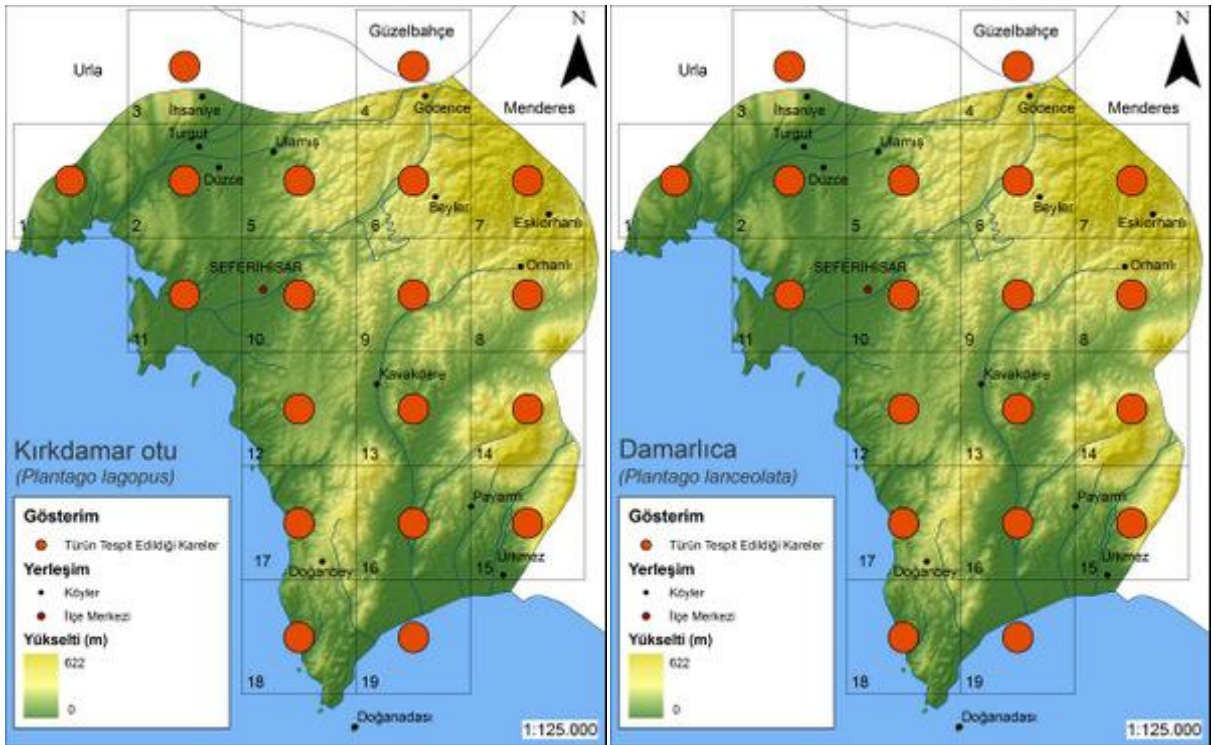 Güzelbahçe
N
Urla
İhsaniye
Gödence
3
4
Menderes
Turgut
Ulamış
Düzce
Beyler
Eskiorhanlı
1
2
5
6
7
SEFERİHİSAR
Orhanlı
11
10
9
8
Kavakdere
Kırkdamar otu
(Plantago lagopus)
12
13
14
Payamlı
Gösterim
Türün Tespit Edildiği Kareler
Yerleşim
Köyler
İlçe Merkezi
Yükselti (m)
622
0
Doğanbey
Ürkmez
17
16
15
18
19
Doğanadası
1:125.000
Güzelbahçe
N
Urla
İhsaniye
Gödence
3
4
Menderes
Turgut
Ulamış
Düzce
Beyler
Eskiorhanlı
1
2
5
6
7
SEFERİHİSAR
Orhanlı
11
10
9
8
Kavakdere
Damarlıca
(Plantago lanceolata)
12
13
14
Payamlı
Gösterim
Türün Tespit Edildiği Kareler
Yerleşim
Köyler
İlçe Merkezi
Yükselti (m)
622
0
Doğanbey
Ürkmez
17
16
15
18
19
Doğanadası
1:125.000